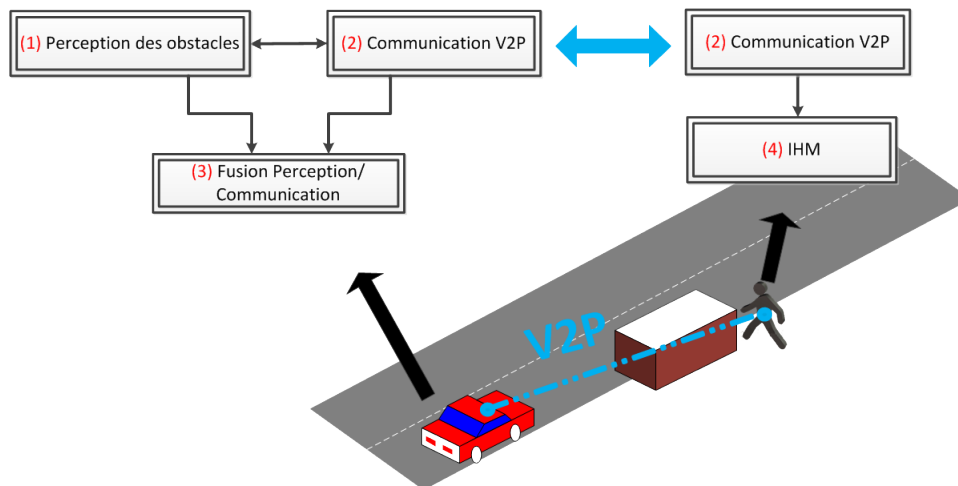 (1) Perception des obstacles
(2) Communication V2P
(2) Communication V2P
(3) Fusion Perception/
Communication
(4) IHM
V2P